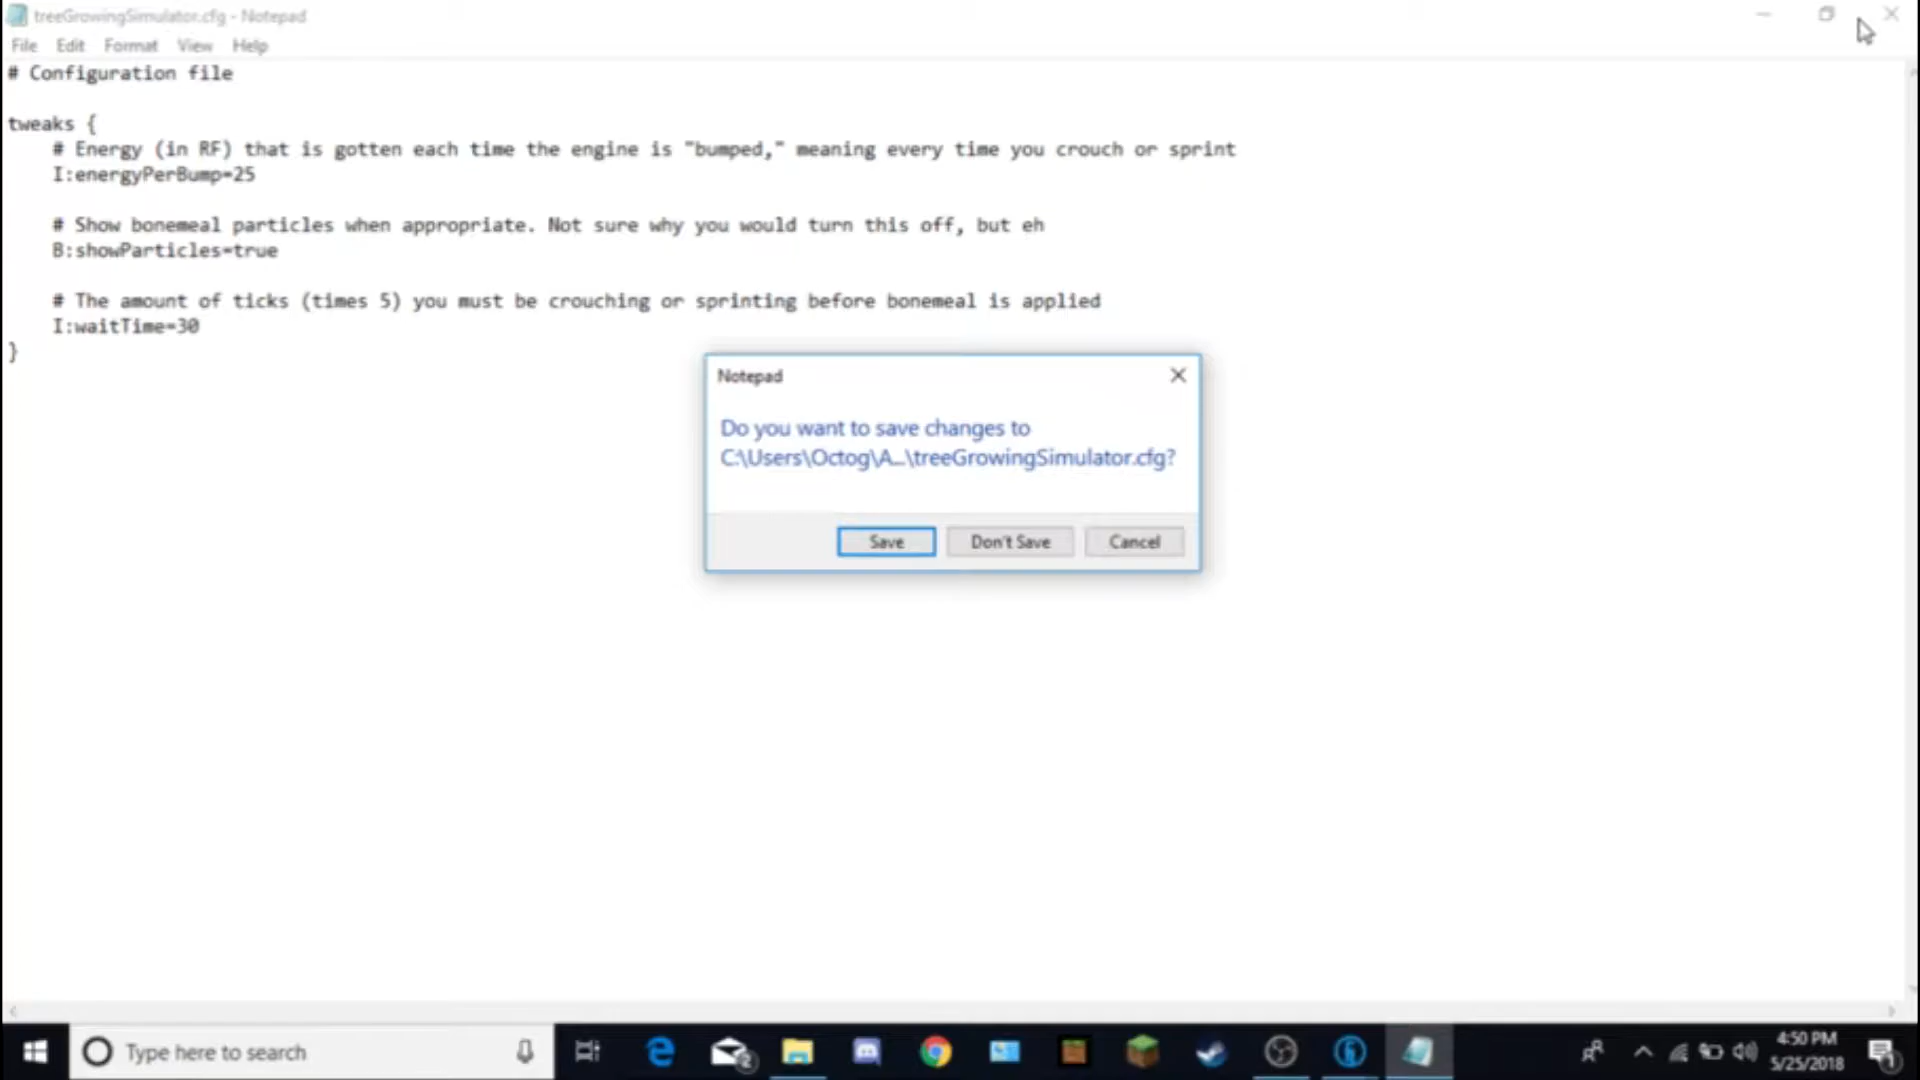 treeGrowingSimulator.cfg - Notepad
File Edit Format View Help
# Configuration file
tweaks {
# Energy (in RF) that is gotten each time the engine is "bumped," meaning every time you crouch or sprint
I:energyPerBump=25
# Show bonemeal particles when appropriate. Not sure why you would turn this off, but eh
B:showParticles=true
# The amount of ticks (times 5) you must be crouching or sprinting before bonemeal is applied
I:waitTime=30
}
Notepad
Do you want to save changes to
C:\Users\Octog\A...\treeGrowingSimulator.cfg?
Save Don't Save Cancel
Type here to search
2
4:50 PM
5/25/2018
1